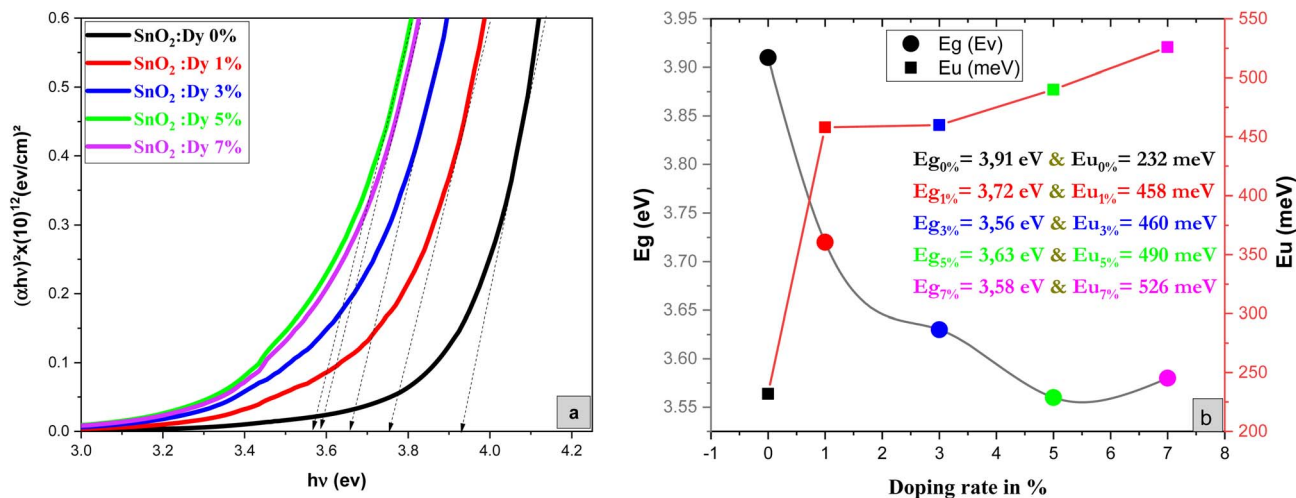 0.6
0.5
0.4
0.3
0.2
0.1
0.0
(αhν)²x(10)¹²(ev/cm)²
SnO₂:Dy 0%
SnO₂ :Dy 1%
SnO₂ :Dy 3%
SnO₂ :Dy 5%
SnO₂ :Dy 7%
a
3.0 3.2 3.4 3.6 3.8 4.0 4.2
hν (ev)
3.95
3.90
3.85
3.80
3.75
3.70
3.65
3.60
3.55
Eg (eV)
Eg (Ev)
Eu (meV)
Eg0%= 3,91 eV & Eu0%= 232 meV
Eg1%= 3,72 eV & Eu1%= 458 meV
Eg3%= 3,56 eV & Eu3%= 460 meV
Eg5%= 3,63 eV & Eu5%= 490 meV
Eg7%= 3,58 eV & Eu7%= 526 meV
b
550
500
450
400
350
300
250
200
Eu (meV)
-1 0 1 2 3 4 5 6 7 8
Doping rate in %